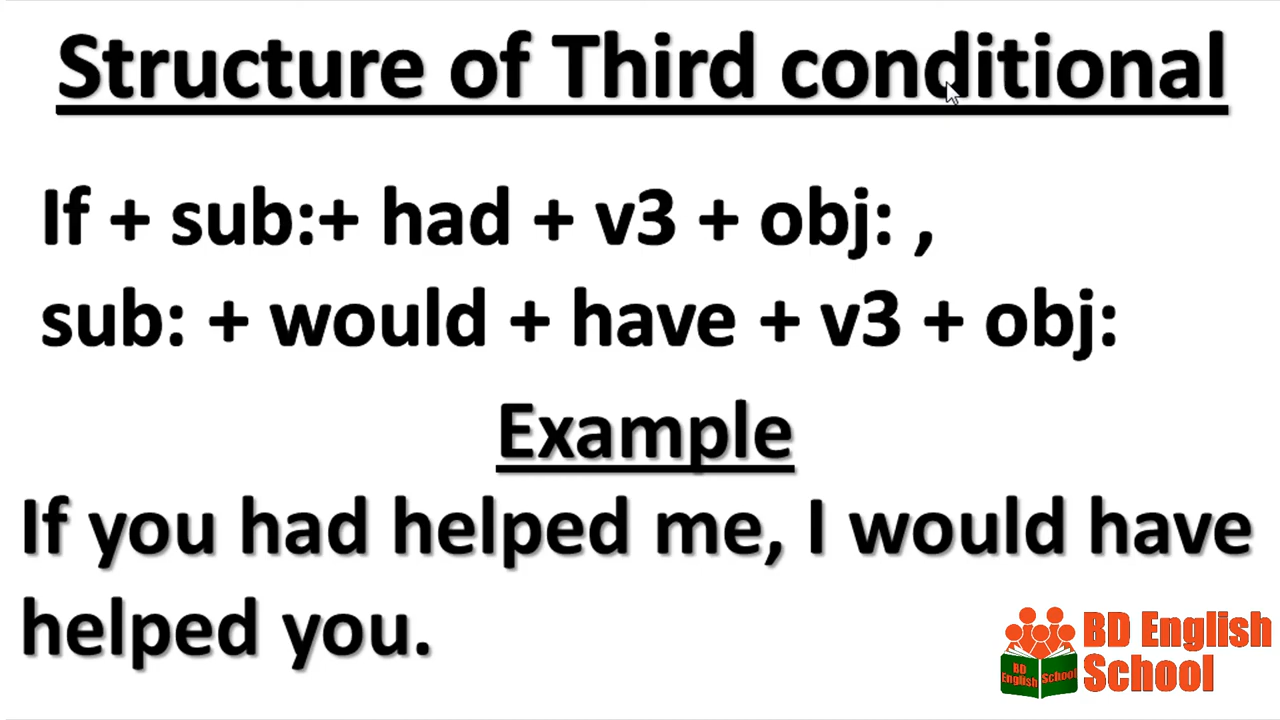 Structure of Third conditional
If + sub:+ had + v3 + obj: ,
sub: + would + have + v3 + obj:
Example
If you had helped me, I would have
helped you.
BD English
School
BD
English School